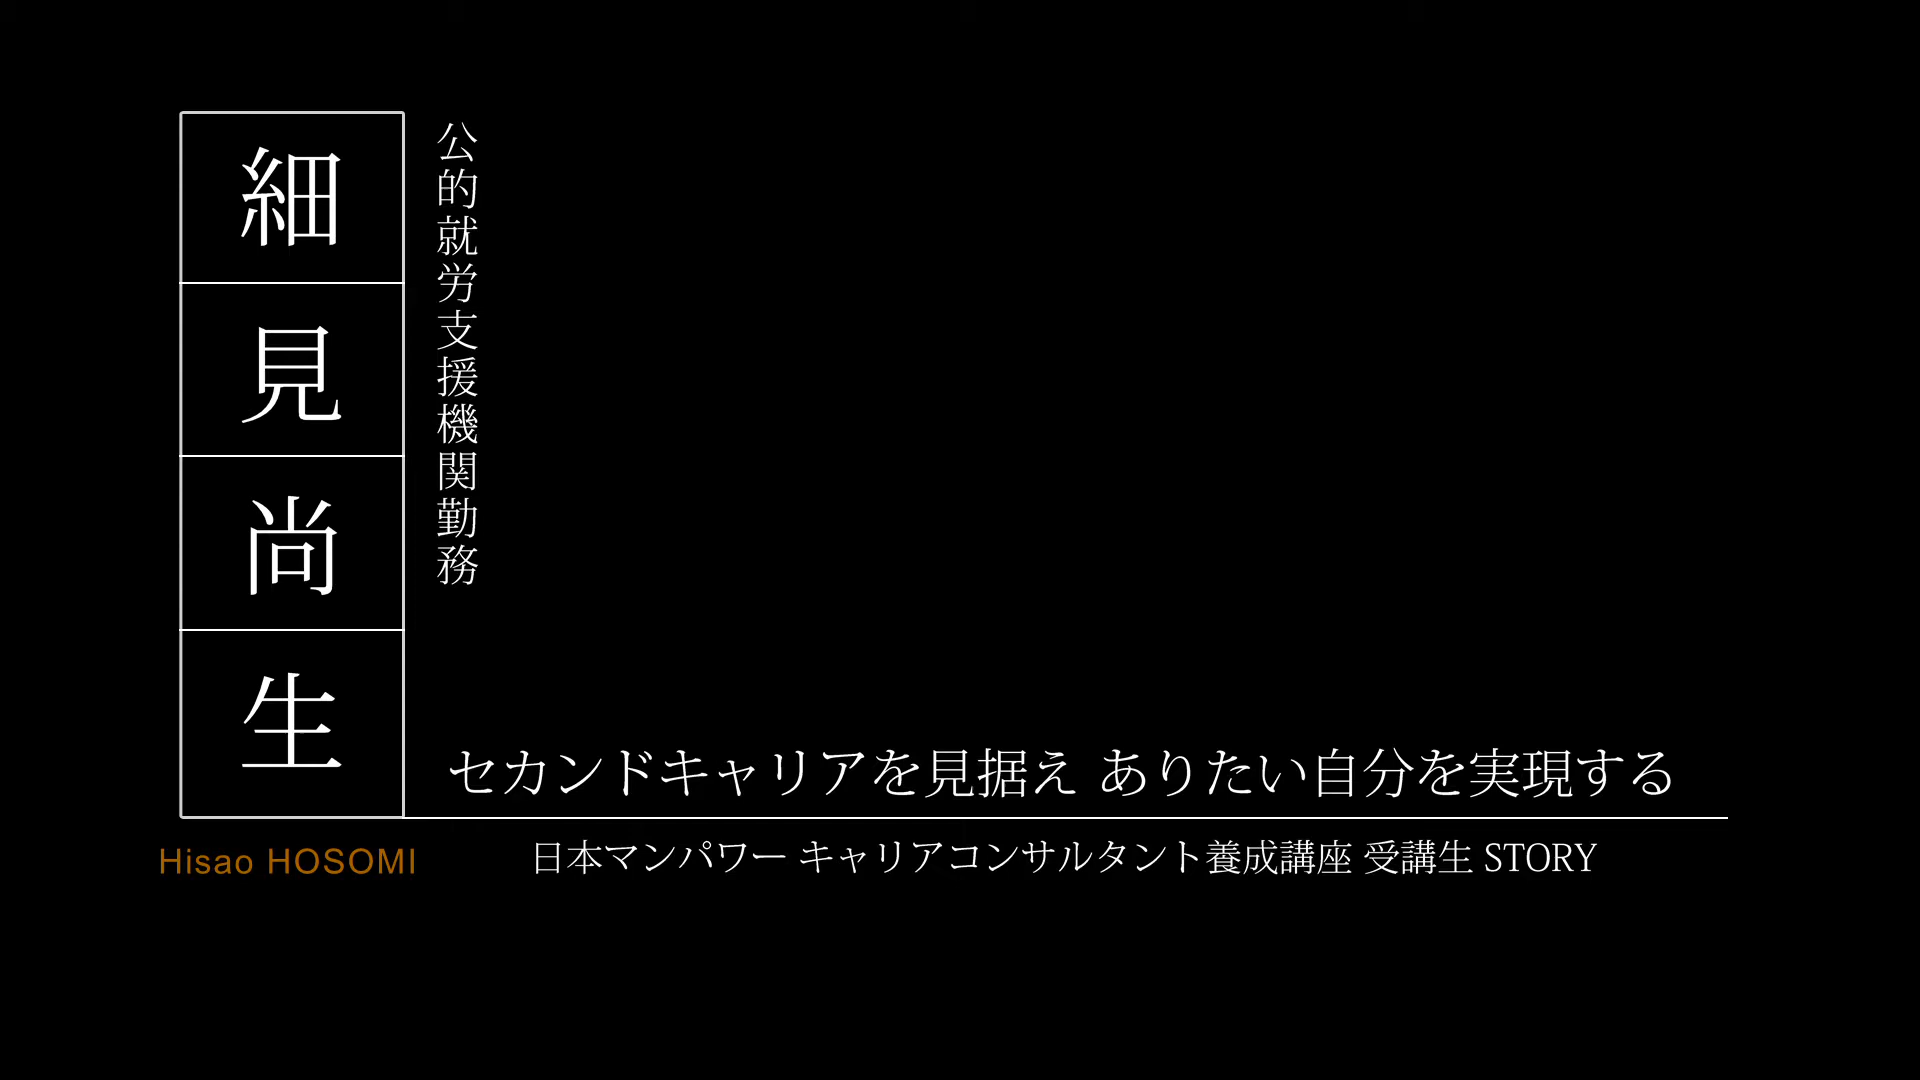 細見尚生
公的就労支援機関勤務
セカンドキャリアを見据え ありたい自分を実現する
Hisao HOSOMI
日本マンパワー キャリアコンサルタント養成講座 受講生 STORY